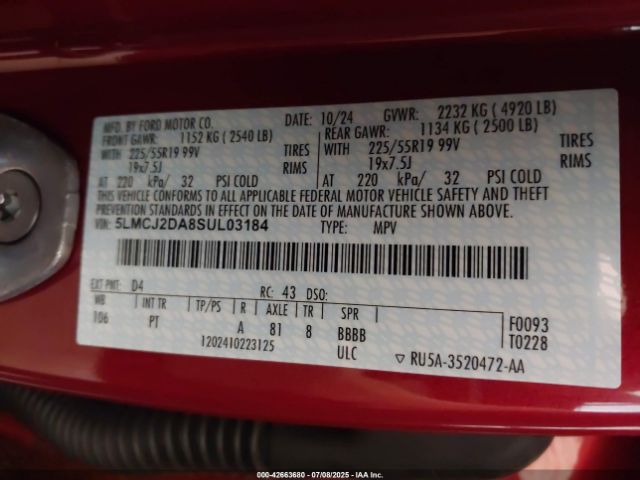 MFD. BY FORD MOTOR CO.
DATE: 10/24 GVWR: 2232 KG ( 4920 LB)
FRONT GAWR: 1152 KG ( 2540 LB)
REAR GAWR: 1134 KG ( 2500 LB)
WITH 225/55R19 99V TIRES
WITH 225/55R19 99V TIRES
19x7.5J RIMS
19x7.5J RIMS
AT 220 kPa/ 32 PSI COLD
AT 220 kPa/ 32 PSI COLD
THIS VEHICLE CONFORMS TO ALL APPLICABLE FEDERAL MOTOR VEHICLE SAFETY AND THEFT
PREVENTION STANDARDS IN EFFECT ON THE DATE OF MANUFACTURE SHOWN ABOVE.
VIN: 5LMCJ2DA8SUL03184 TYPE: MPV
EXT PNT: D4 RC: 43 DSO:
WB INT TR TP/PS R AXLE TR SPR
106 PT A 81 8 BBBB
F0093
T0228
1202410223125 ULC
▽ RU5A-3520472-AA
000-42663680 - 07/08/2025 - IAA Inc.